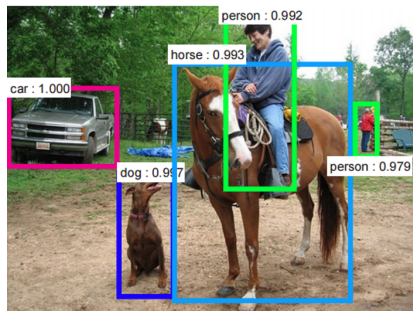 person : 0.992
horse : 0.993
car : 1.000
dog : 0.997
person : 0.979